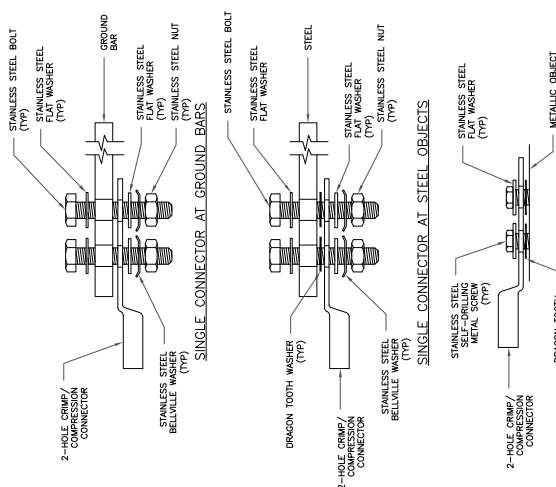 STAINLESS STEEL BOLT
(TYP)
STAINLESS STEEL
FLAT WASHER
(TYP)
GROUND
BAR
STAINLESS STEEL
FLAT WASHER
(TYP)
STAINLESS STEEL NUT
(TYP)
2-HOLE CRIMP/
COMPRESSION
CONNECTOR
STAINLESS STEEL
BELLVILLE WASHER
(TYP)
SINGLE CONNECTOR AT GROUND BARS
STAINLESS STEEL BOLT
STAINLESS STEEL
FLAT WASHER
STEEL
STAINLESS STEEL
FLAT WASHER
(TYP)
STAINLESS STEEL NUT
(TYP)
DRAGON TOOTH WASHER
(TYP)
2-HOLE CRIMP/
COMPRESSION
CONNECTOR
STAINLESS STEEL
BELLVILLE WASHER
(TYP)
SINGLE CONNECTOR AT STEEL OBJECTS
STAINLESS STEEL
SELF-DRILLING
METAL SCREW
(TYP)
STAINLESS STEEL
FLAT WASHER
(TYP)
2-HOLE CRIMP/
COMPRESSION
CONNECTOR
METALLIC OBJECT